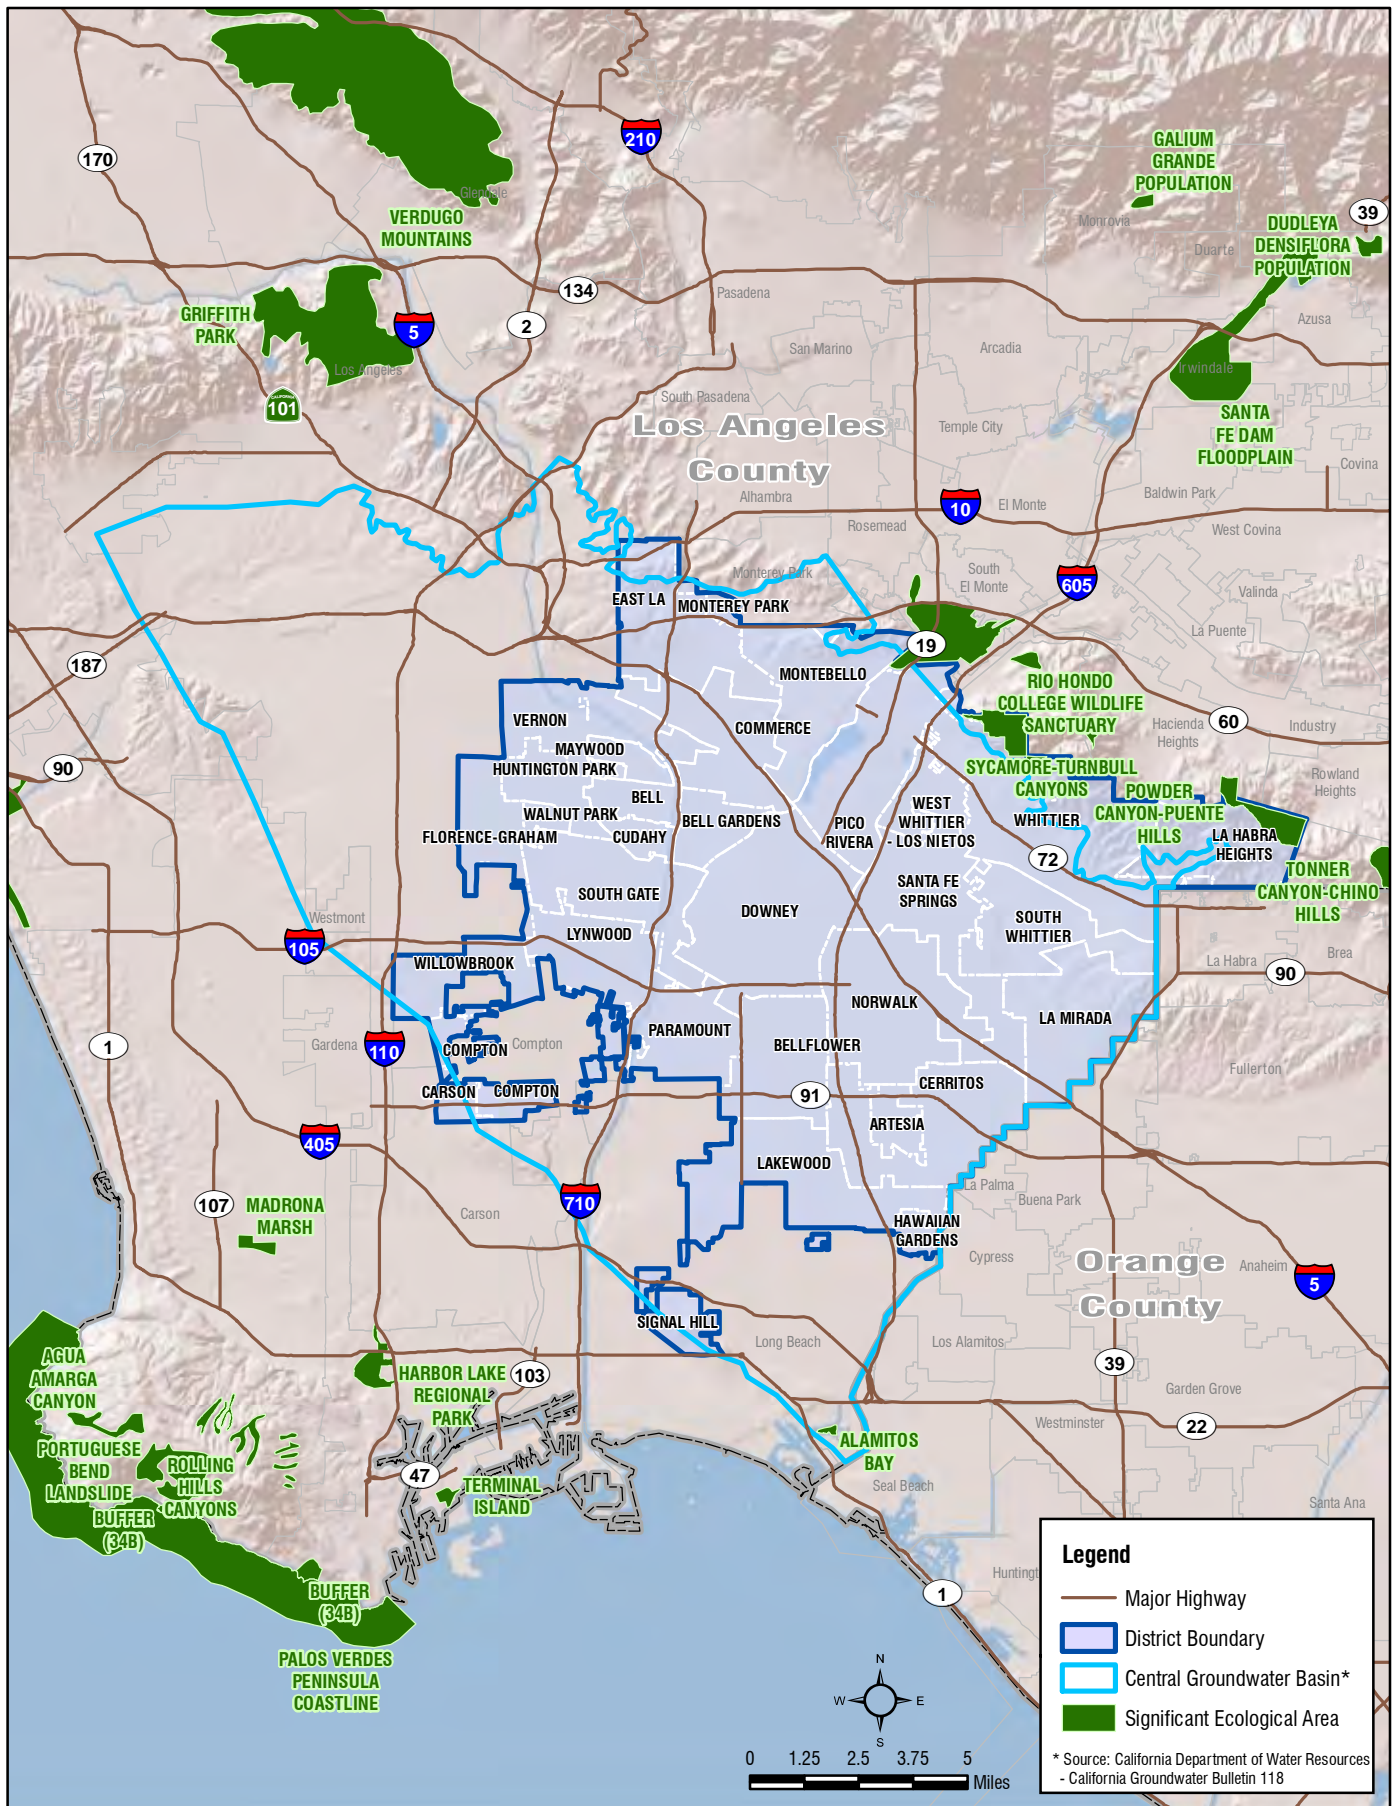 210
170
GALIUM
GRANDE
POPULATION
Glendale
39
VERDUGO
MOUNTAINS
Monrovia
DUDLEYA
DENSIFLORA
POPULATION
Duarte
134
Pasadena
GRIFFITH
PARK
5
2
Azusa
San Marino
Arcadia
Los Angeles
Irwindale
CALIFORNIA
101
South Pasadena
Los Angeles
County
Temple City
SANTA
FE DAM
FLOODPLAIN
Covina
Alhambra
10
El Monte
Baldwin Park
Rosemead
West Covina
Monterey Park
South
El Monte
605
Valinda
EAST LA
MONTEREY PARK
La Puente
19
187
MONTEBELLO
RIO HONDO
COLLEGE WILDLIFE
SANCTUARY
VERNON
COMMERCE
Hacienda
Heights
60
Industry
MAYWOOD
HUNTINGTON PARK
90
SYCAMORE-TURNBULL
CANYONS
Rowland
Heights
BELL
WALNUT PARK
BELL GARDENS
FLORENCE-GRAHAM
CUDAHY
PICO
RIVERA
WEST
WHITTIER
- LOS NIETOS
WHITTIER
POWDER
CANYON-PUENTE
HILLS
LA HABRA
HEIGHTS
72
TONNER
CANYON-CHINO
HILLS
SOUTH GATE
SANTA FE
SPRINGS
DOWNEY
Westmont
LYNWOOD
SOUTH
WHITTIER
105
WILLOWBROOK
La Habra
Brea
90
NORWALK
LA MIRADA
1
Gardena
110
COMPTON
Compton
PARAMOUNT
BELLFLOWER
Fullerton
CARSON
COMPTON
91
CERRITOS
ARTESIA
405
LAKEWOOD
107
710
La Palma
Buena Park
MADRONA
MARSH
Carson
HAWAIIAN
GARDENS
Cypress
Orange
County
Anaheim
5
SIGNAL HILL
Long Beach
Los Alamitos
AGUA
AMARGA
CANYON
HARBOR LAKE
REGIONAL
PARK
103
39
Garden Grove
Westminster
22
PORTUGUESE
BEND
LANDSLIDE
ROLLING
HILLS
CANYONS
47
ALAMITOS
BAY
TERMINAL
ISLAND
Seal Beach
Santa Ana
BUFFER
(34B)
BUFFER
(34B)
1
Huntingt
PALOS VERDES
PENINSULA
COASTLINE
N
W
E
S
0 1.25 2.5 3.75 5
Miles
Legend
Major Highway
District Boundary
Central Groundwater Basin*
Significant Ecological Area
* Source: California Department of Water Resources
- California Groundwater Bulletin 118